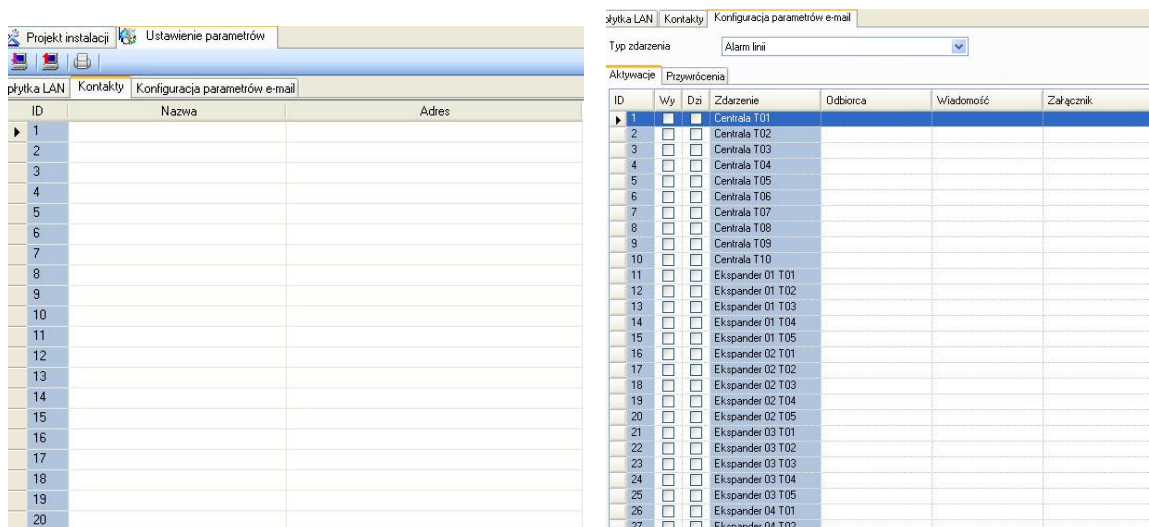 Projekt instalacji Ustawienie parametrów
płytka LAN Kontakty Konfiguracja parametrów e-mail
ID Nazwa Adres
1
2
3
4
5
6
7
8
9
10
11
12
13
14
15
16
17
18
19
20
płytka LAN Kontakty Konfiguracja parametrów e-mail
Typ zdarzenia Alarm linii
Aktywacje Przywrócenia
ID Wy Dzi Zdarzenie Odbiorca Wiadomość Załącznik
1 Centrala T01
2 Centrala T02
3 Centrala T03
4 Centrala T04
5 Centrala T05
6 Centrala T06
7 Centrala T07
8 Centrala T08
9 Centrala T09
10 Centrala T10
11 Ekspander 01 T01
12 Ekspander 01 T02
13 Ekspander 01 T03
14 Ekspander 01 T04
15 Ekspander 01 T05
16 Ekspander 02 T01
17 Ekspander 02 T02
18 Ekspander 02 T03
19 Ekspander 02 T04
20 Ekspander 02 T05
21 Ekspander 03 T01
22 Ekspander 03 T02
23 Ekspander 03 T03
24 Ekspander 03 T04
25 Ekspander 03 T05
26 Ekspander 04 T01
27 Ekspander 04 T02